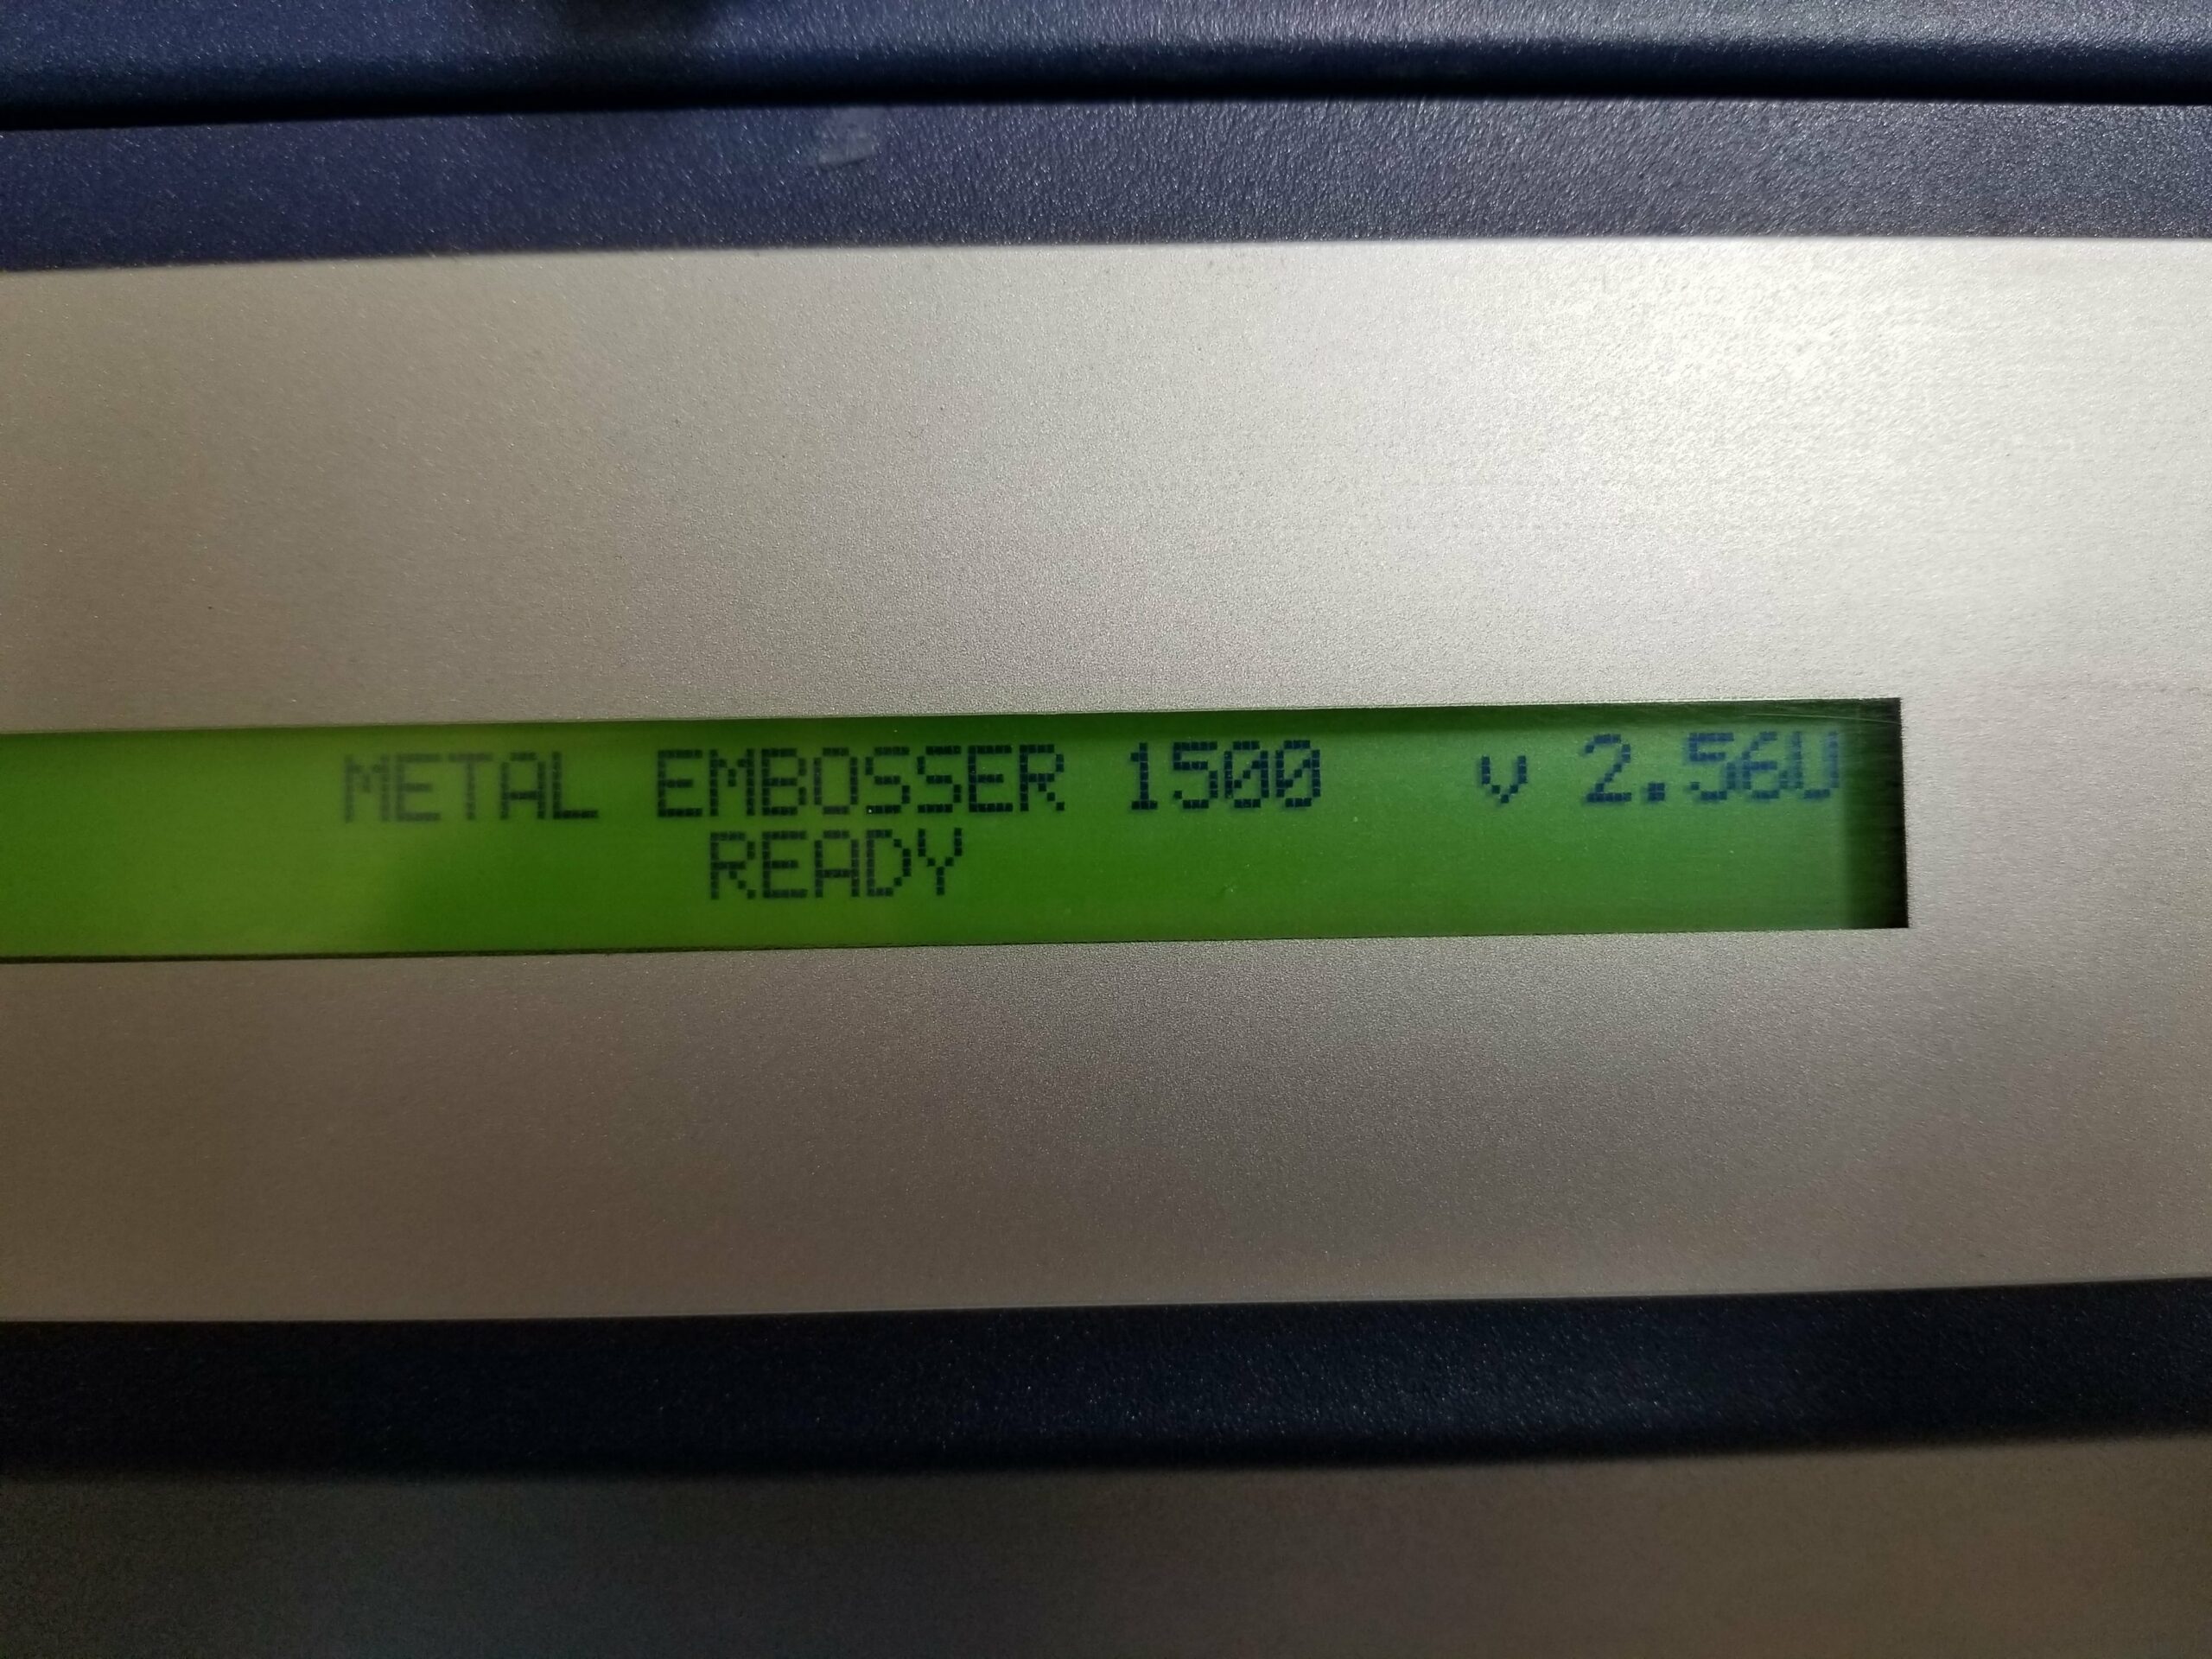 METAL EMBOSSER 1500 v 2.56U
READY